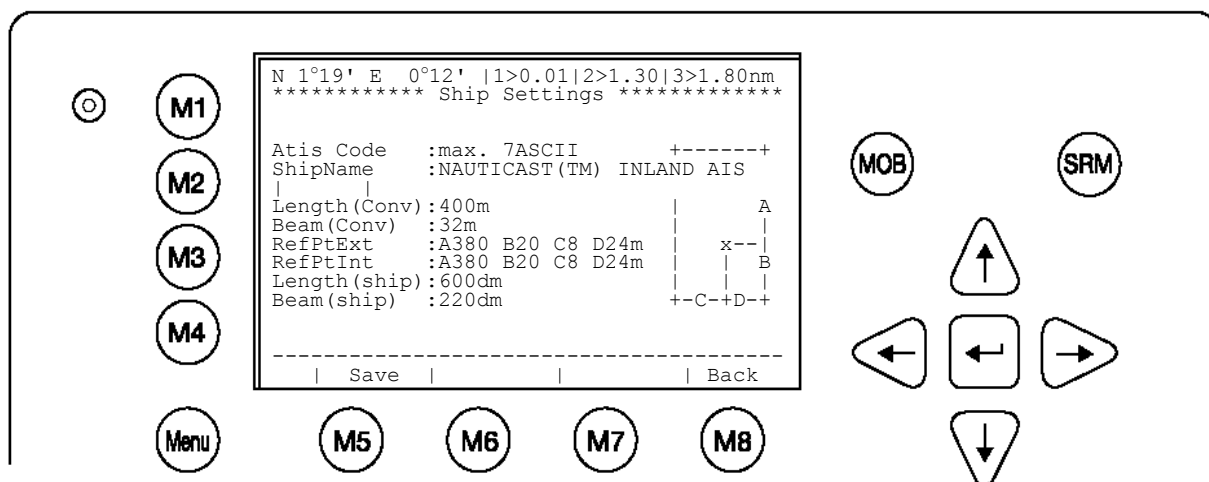 N 1°19' E  0°12' |1>0.01|2>1.30|3>1.80nm
************ Ship Settings *************
Atis Code   :max. 7ASCII       +------+
ShipName    :NAUTICAST(TM) INLAND AIS
|      |
Length(Conv):400m              |      A
Beam(Conv)  :32m               |      |
RefPtExt    :A380 B20 C8 D24m  |   x--|
RefPtInt    :A380 B20 C8 D24m  |   |  B
Length(ship):600dm             |   |  |
Beam(ship)  :220dm             +-C-+D-+
----------------------------------------
|  Save  |         |         | Back
M1
M2
M3
M4
Menu
M5
M6
M7
M8
MOB
SRM